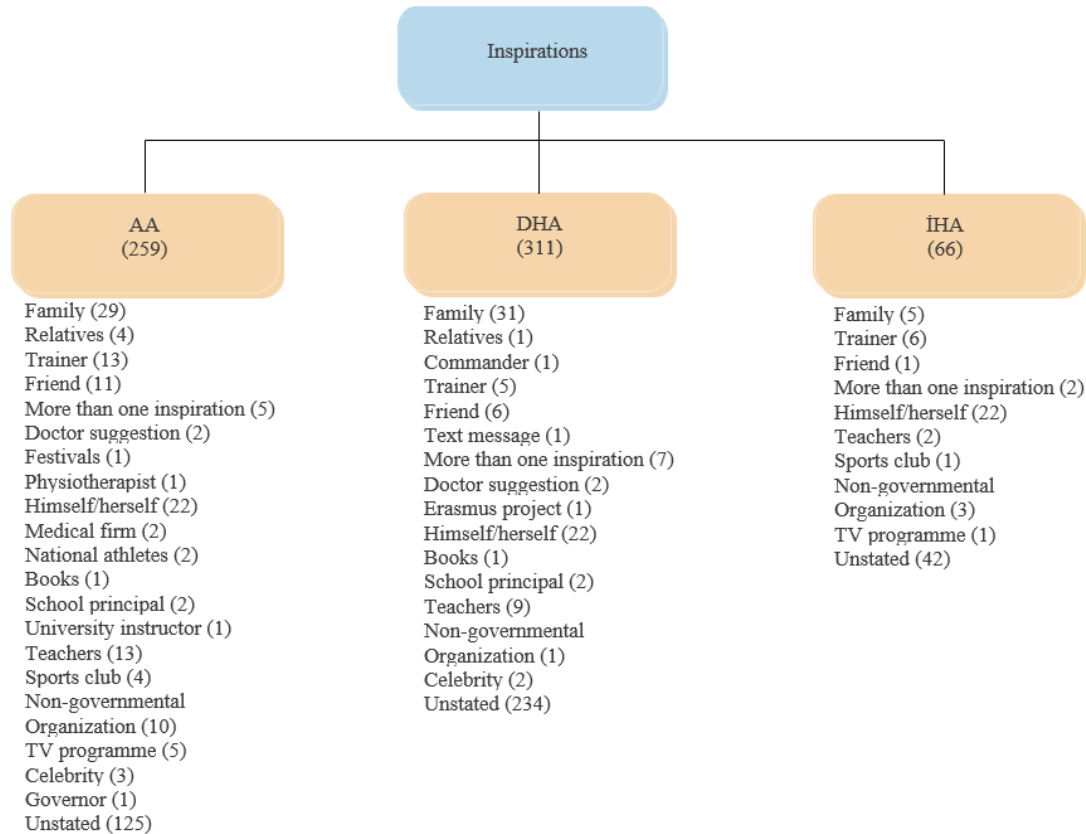 Inspirations
AA
(259)
Family (29)
Relatives (4)
Trainer (13)
Friend (11)
More than one inspiration (5)
Doctor suggestion (2)
Festivals (1)
Physiotherapist (1)
Himself/herself (22)
Medical firm (2)
National athletes (2)
Books (1)
School principal (2)
University instructor (1)
Teachers (13)
Sports club (4)
Non-governmental
Organization (10)
TV programme (5)
Celebrity (3)
Governor (1)
Unstated (125)
DHA
(311)
Family (31)
Relatives (1)
Commander (1)
Trainer (5)
Friend (6)
Text message (1)
More than one inspiration (7)
Doctor suggestion (2)
Erasmus project (1)
Himself/herself (22)
Books (1)
School principal (2)
Teachers (9)
Non-governmental
Organization (1)
Celebrity (2)
Unstated (234)
İHA
(66)
Family (5)
Trainer (6)
Friend (1)
More than one inspiration (2)
Himself/herself (22)
Teachers (2)
Sports club (1)
Non-governmental
Organization (3)
TV programme (1)
Unstated (42)